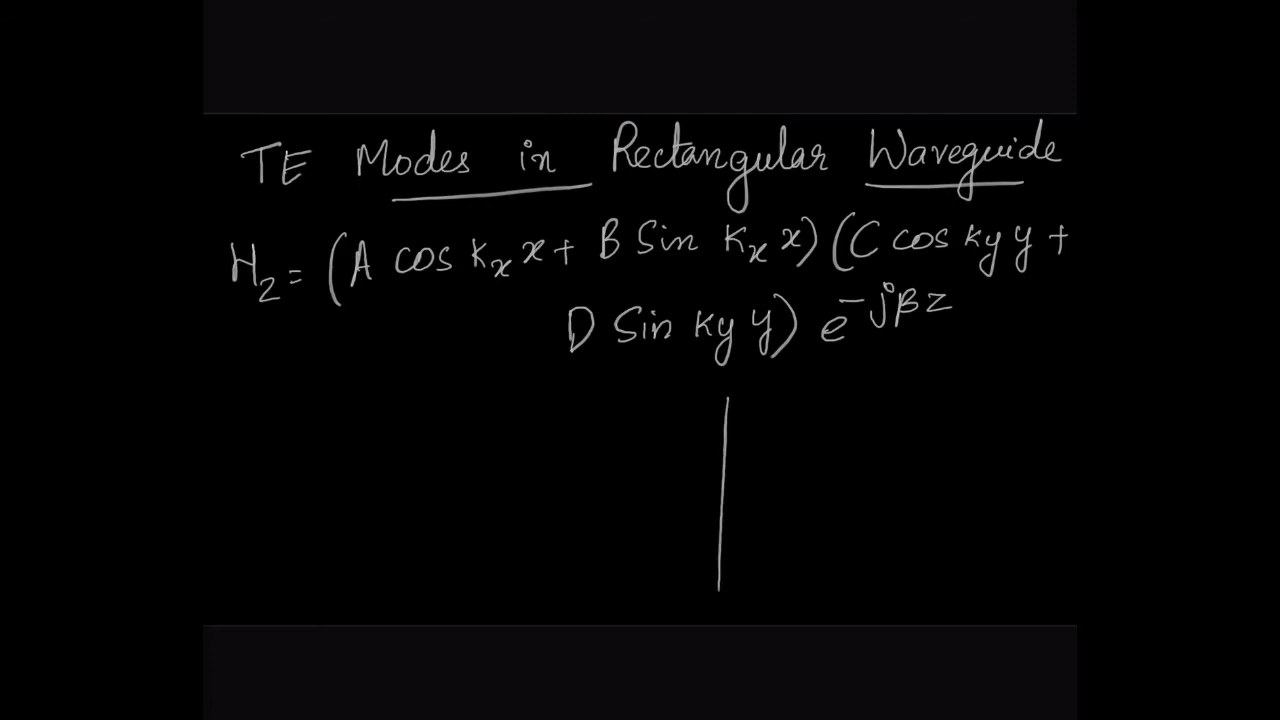 TE Modes in Rectangular Waveguide
Hz = (A cos kx x + B Sin kx x) (C cos ky y +
D Sin ky y) e^-jβz